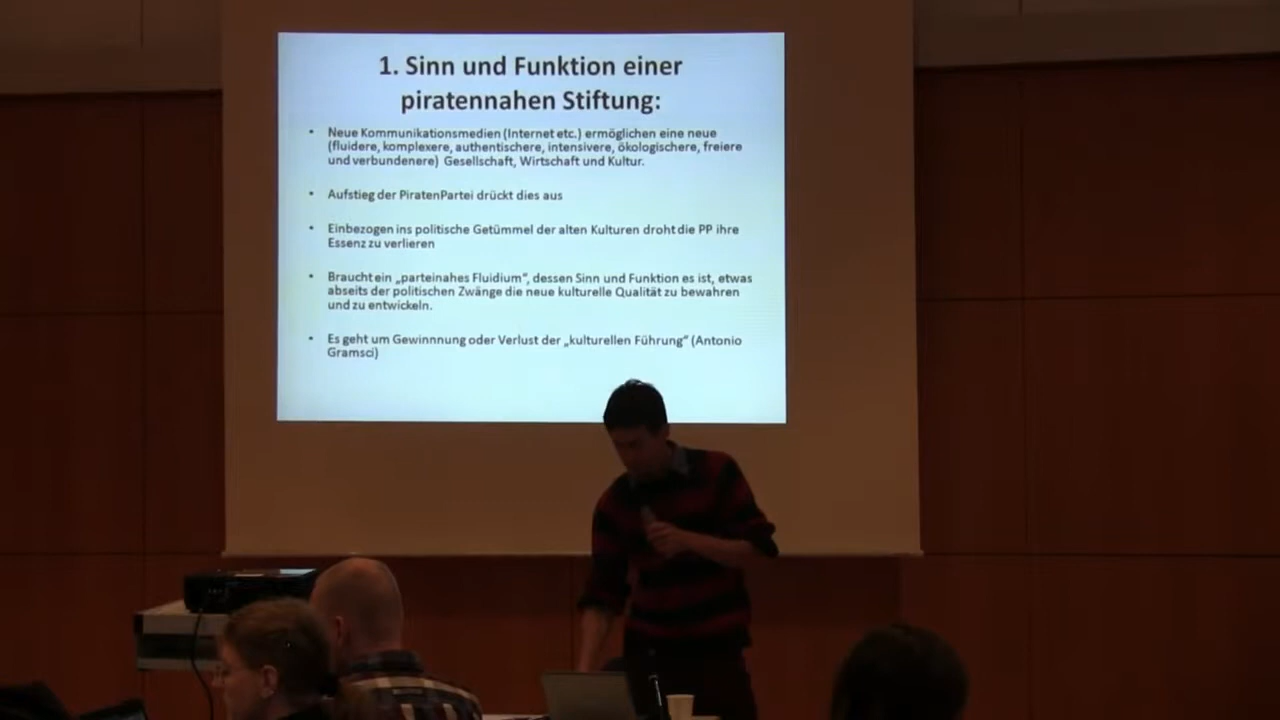 1. Sinn und Funktion einer
piratennahen Stiftung:
• Neue Kommunikationsmedien (Internet etc.) ermöglichen eine neue
(fluidere, komplexere, authentischere, intensivere, ökologischere, freiere
und verbundenere) Gesellschaft, Wirtschaft und Kultur.
• Aufstieg der PiratenPartei drückt dies aus
• Einbezogen ins politische Getümmel der alten Kulturen droht die PP ihre
Essenz zu verlieren
• Braucht ein „parteinahes Fluidium“, dessen Sinn und Funktion es ist, etwas
abseits der politischen Zwänge die neue kulturelle Qualität zu bewahren
und zu entwickeln.
• Es geht um Gewinnnung oder Verlust der „kulturellen Führung“ (Antonio
Gramsci)